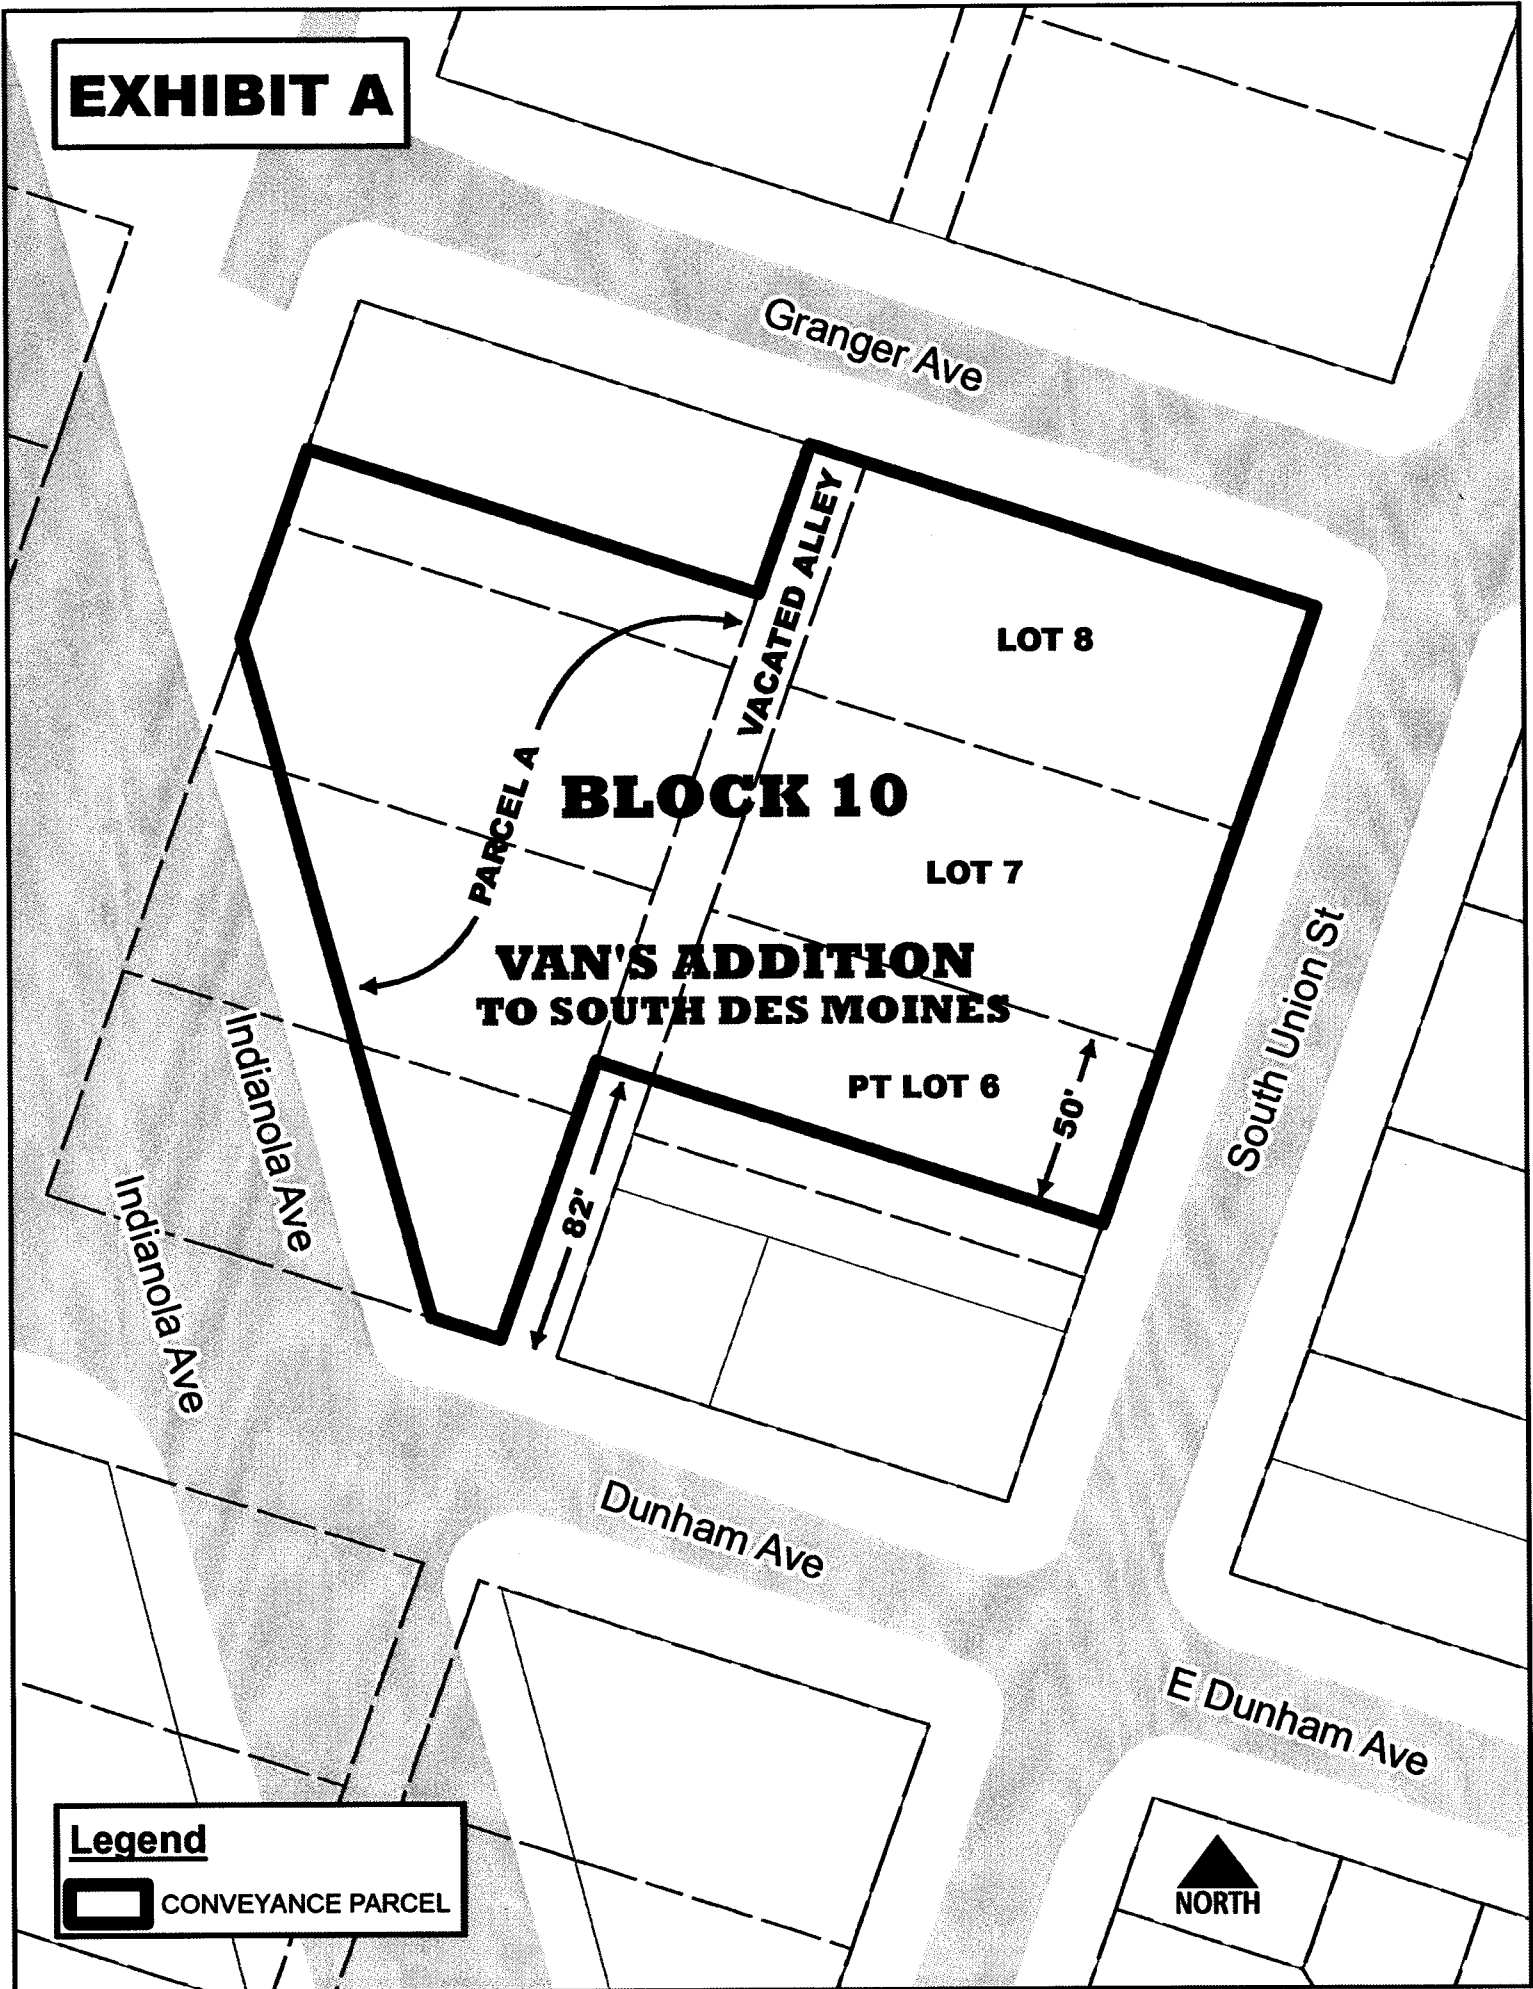 EXHIBIT A
Granger Ave
VACATED ALLEY
LOT 8
PARCEL A
BLOCK 10
LOT 7
VAN'S ADDITION
TO SOUTH DES MOINES
PT LOT 6
50'
82'
South Union St
Indianola Ave
Indianola Ave
Dunham Ave
E Dunham Ave
Legend
CONVEYANCE PARCEL
NORTH